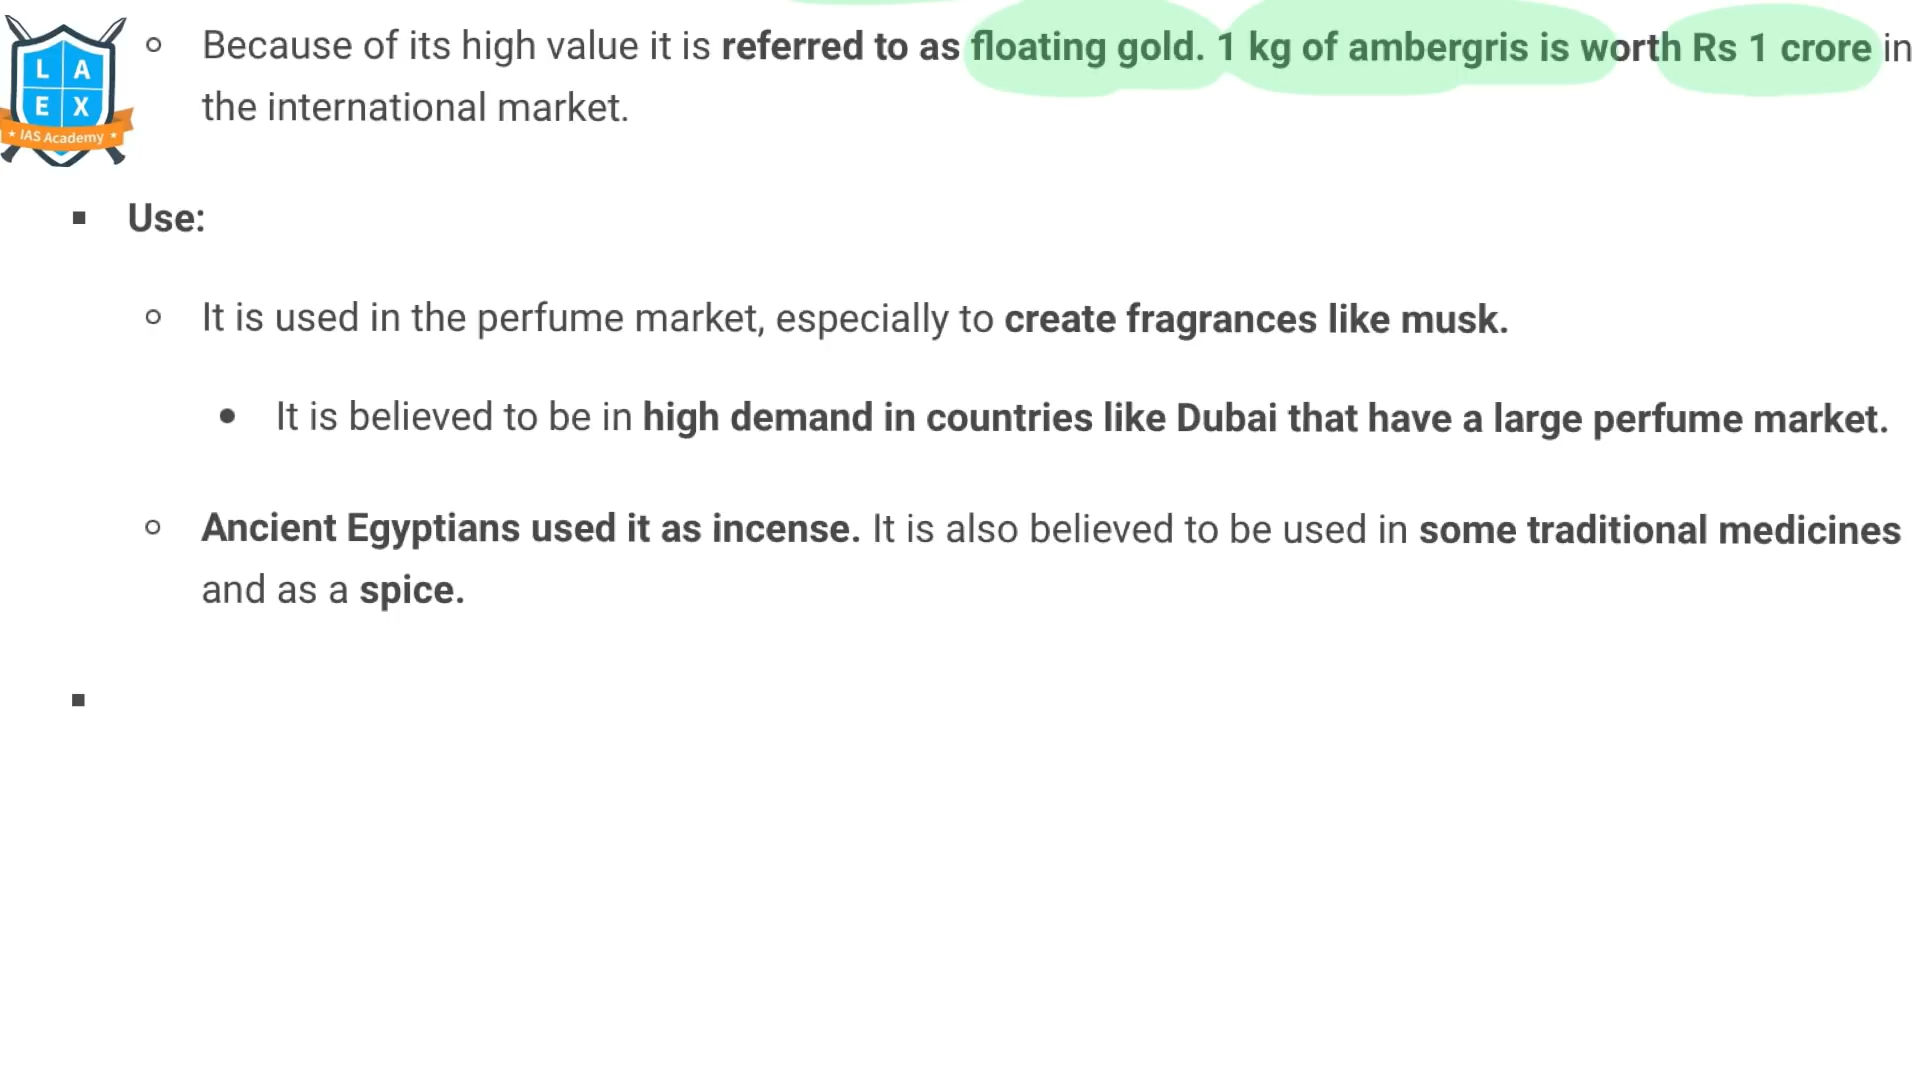 L A
E X
IAS Academy
Because of its high value it is referred to as floating gold. 1 kg of ambergris is worth Rs 1 crore in
the international market.
Use:
It is used in the perfume market, especially to create fragrances like musk.
It is believed to be in high demand in countries like Dubai that have a large perfume market.
Ancient Egyptians used it as incense. It is also believed to be used in some traditional medicines
and as a spice.